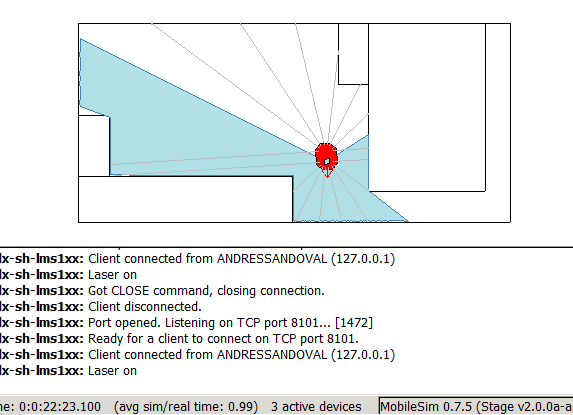 lx-sh-lms1xx: Client connected from ANDRESSANDOVAL (127.0.0.1)
lx-sh-lms1xx: Laser on
lx-sh-lms1xx: Got CLOSE command, closing connection.
lx-sh-lms1xx: Client disconnected.
lx-sh-lms1xx: Port opened. Listening on TCP port 8101... [1472]
lx-sh-lms1xx: Ready for a client to connect on TCP port 8101.
lx-sh-lms1xx: Client connected from ANDRESSANDOVAL (127.0.0.1)
lx-sh-lms1xx: Laser on
ne: 0:0:22:23.100 (avg sim/real time: 0.99) 3 active devices MobileSim 0.7.5 (Stage v2.0.0a-a